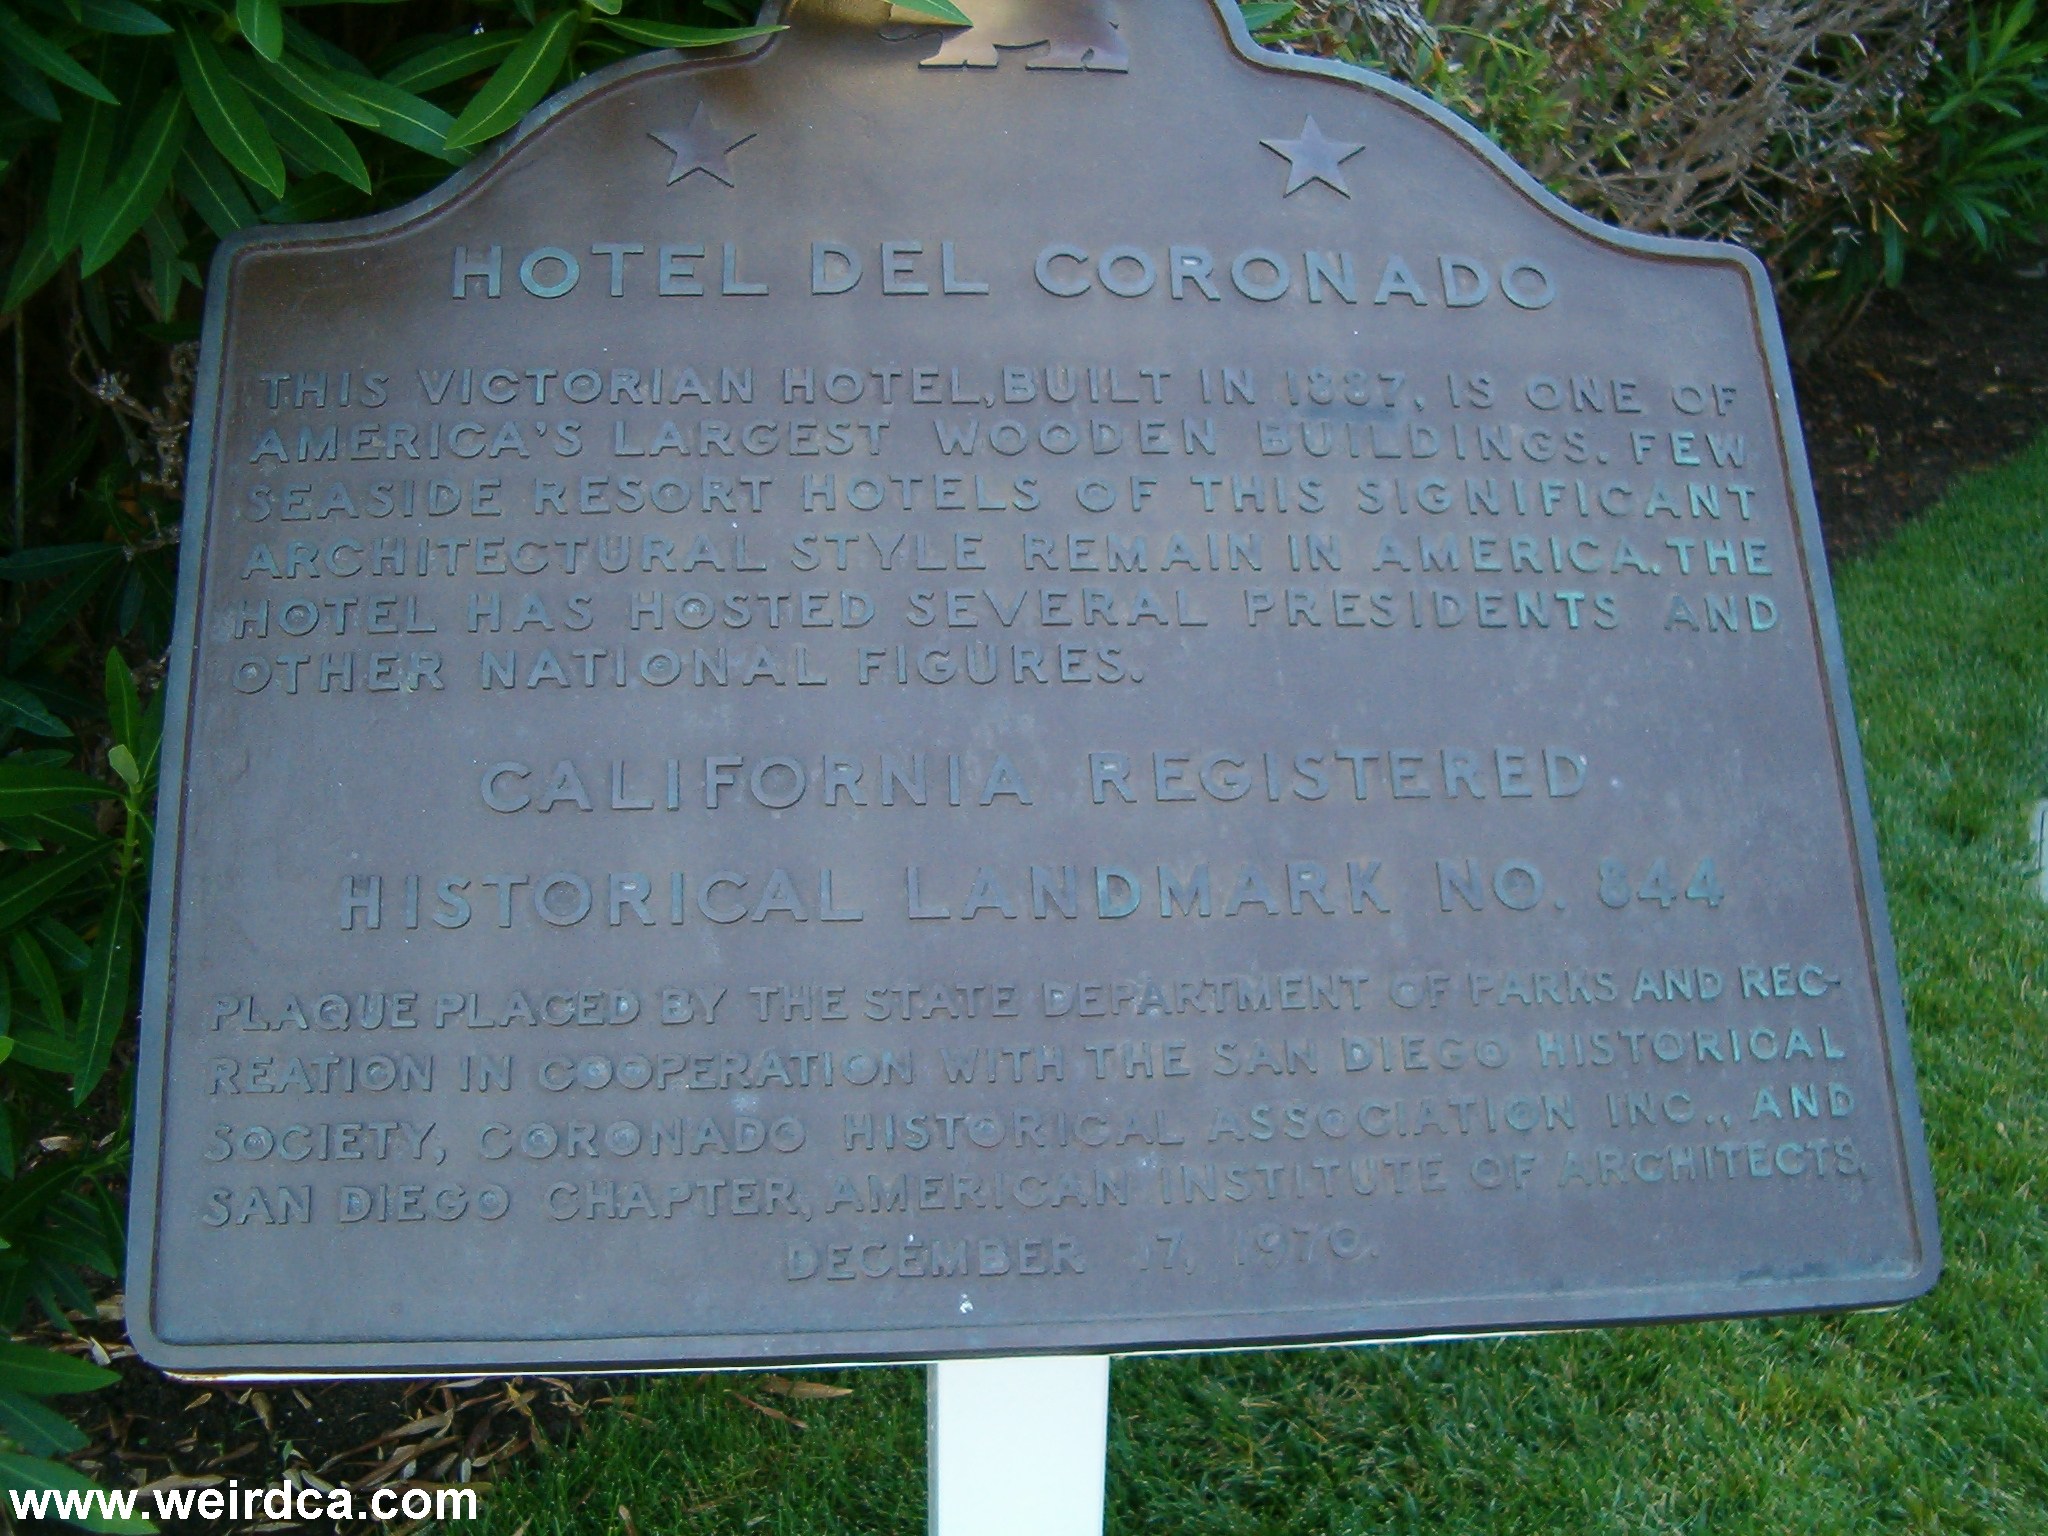 HOTEL DEL CORONADO
THIS VICTORIAN HOTEL, BUILT IN 1887, IS ONE OF
AMERICA'S LARGEST WOODEN BUILDINGS. FEW
SEASIDE RESORT HOTELS OF THIS SIGNIFICANT
ARCHITECTURAL STYLE REMAIN IN AMERICA. THE
HOTEL HAS HOSTED SEVERAL PRESIDENTS AND
OTHER NATIONAL FIGURES.
CALIFORNIA REGISTERED
HISTORICAL LANDMARK NO. 844
PLAQUE PLACED BY THE STATE DEPARTMENT OF PARKS AND REC-
REATION IN COOPERATION WITH THE SAN DIEGO HISTORICAL
SOCIETY, CORONADO HISTORICAL ASSOCIATION INC., AND
SAN DIEGO CHAPTER, AMERICAN INSTITUTE OF ARCHITECTS.
DECEMBER 17, 1970.
www.weirdca.com